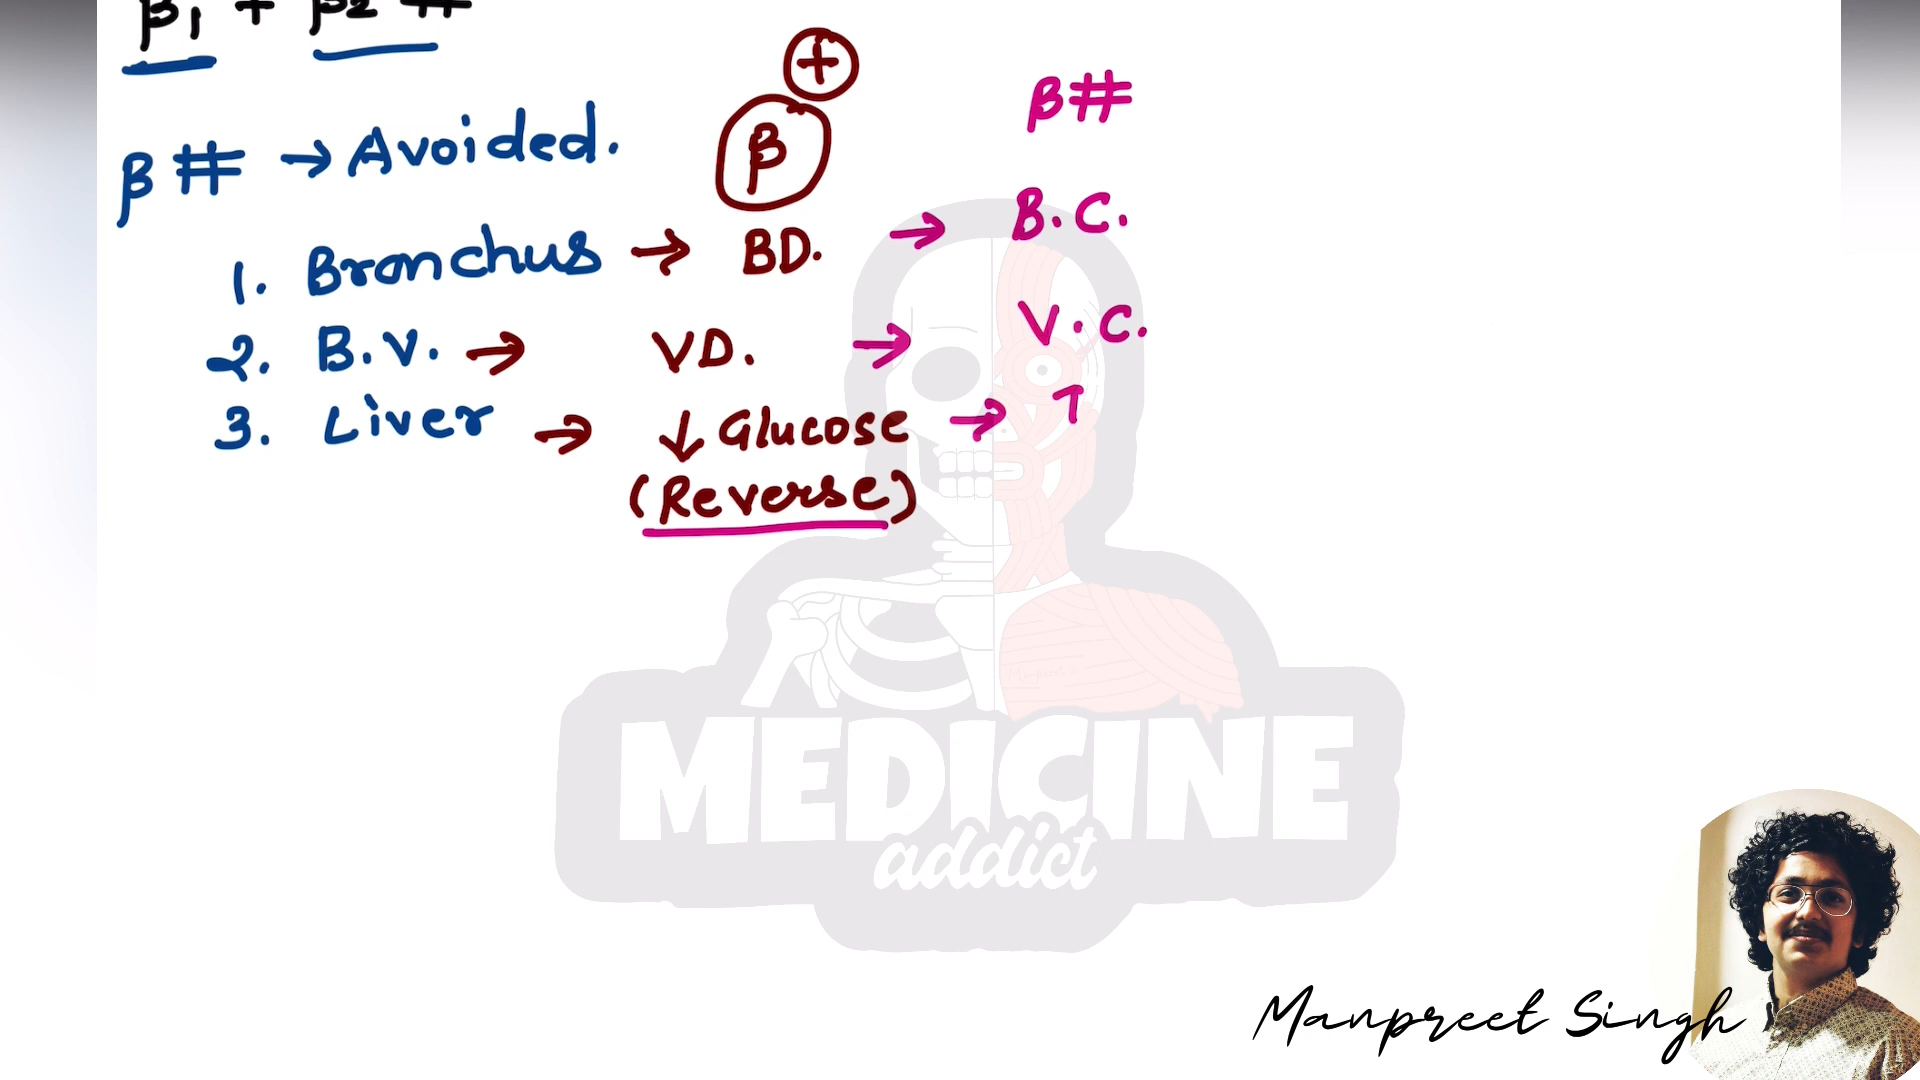 β1 + β2 #
β # → Avoided.
β +
β #
1. Bronchus → BD. → B.C.
2. B.V. → VD. → V.C.
3. Liver → ↓ Glucose →
(Reverse)
MEDICINE
addict
Manpreet Singh